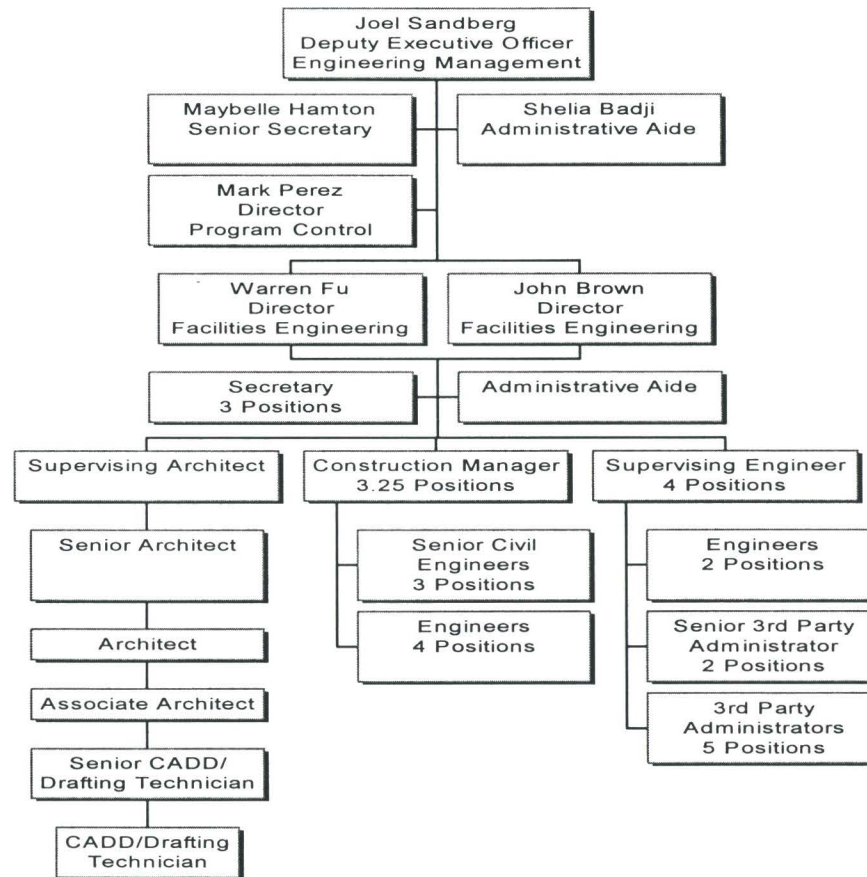 Joel Sandberg
Deputy Executive Officer
Engineering Management
Maybelle Hamton
Senior Secretary
Shelia Badji
Administrative Aide
Mark Perez
Director
Program Control
Warren Fu
Director
Facilities Engineering
John Brown
Director
Facilities Engineering
Secretary
3 Positions
Administrative Aide
Supervising Architect
Construction Manager
3.25 Positions
Supervising Engineer
4 Positions
Senior Architect
Architect
Associate Architect
Senior CADD/
Drafting Technician
CADD/Drafting
Technician
Senior Civil
Engineers
3 Positions
Engineers
4 Positions
Engineers
2 Positions
Senior 3rd Party
Administrator
2 Positions
3rd Party
Administrators
5 Positions